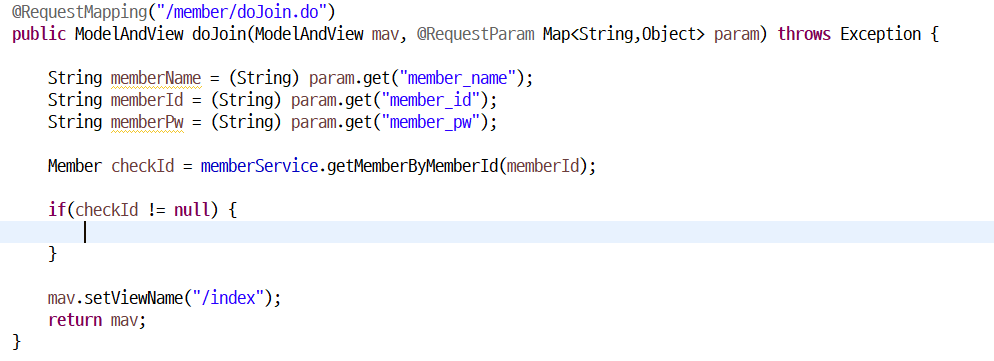 @RequestMapping("/member/doJoin.do")
public ModelAndView doJoin(ModelAndView mav, @RequestParam Map<String,Object> param) throws Exception {
String memberName = (String) param.get("member_name");
String memberId = (String) param.get("member_id");
String memberPw = (String) param.get("member_pw");
Member checkId = memberService.getMemberByMemberId(memberId);
if(checkId != null) {
}
mav.setViewName("/index");
return mav;
}